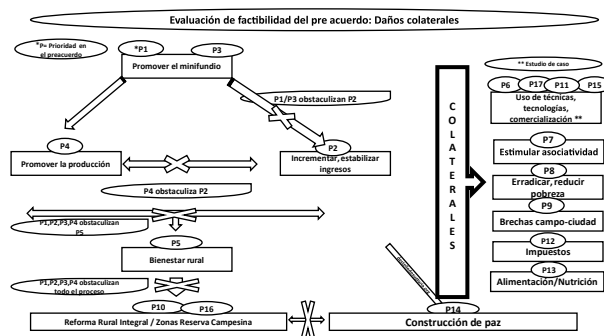 Evaluación de factibilidad del pre acuerdo: Daños colaterales
*P= Prioridad en
el preacuerdo
*P1
P3
Promover el minifundio
P1/P3 obstaculizan P2
P4
Promover la producción
P2
Incrementar, estabilizar
ingresos
P4 obstaculiza P2
P1,P2,P3,P4 obstaculizan
P5
P5
Bienestar rural
P1,P2,P3,P4 obstaculizan
todo el proceso
P10
P16
Reforma Rural Integral / Zonas Reserva Campesina
P14
Construcción de paz
COLATERALES
** Estudio de caso
P6
P17
P11
P15
Uso de técnicas,
tecnologías,
comercialización **
P7
Estimular asociatividad
P8
Erradicar, reducir
pobreza
P9
Brechas campo-ciudad
P12
Impuestos
P13
Alimentación/Nutrición